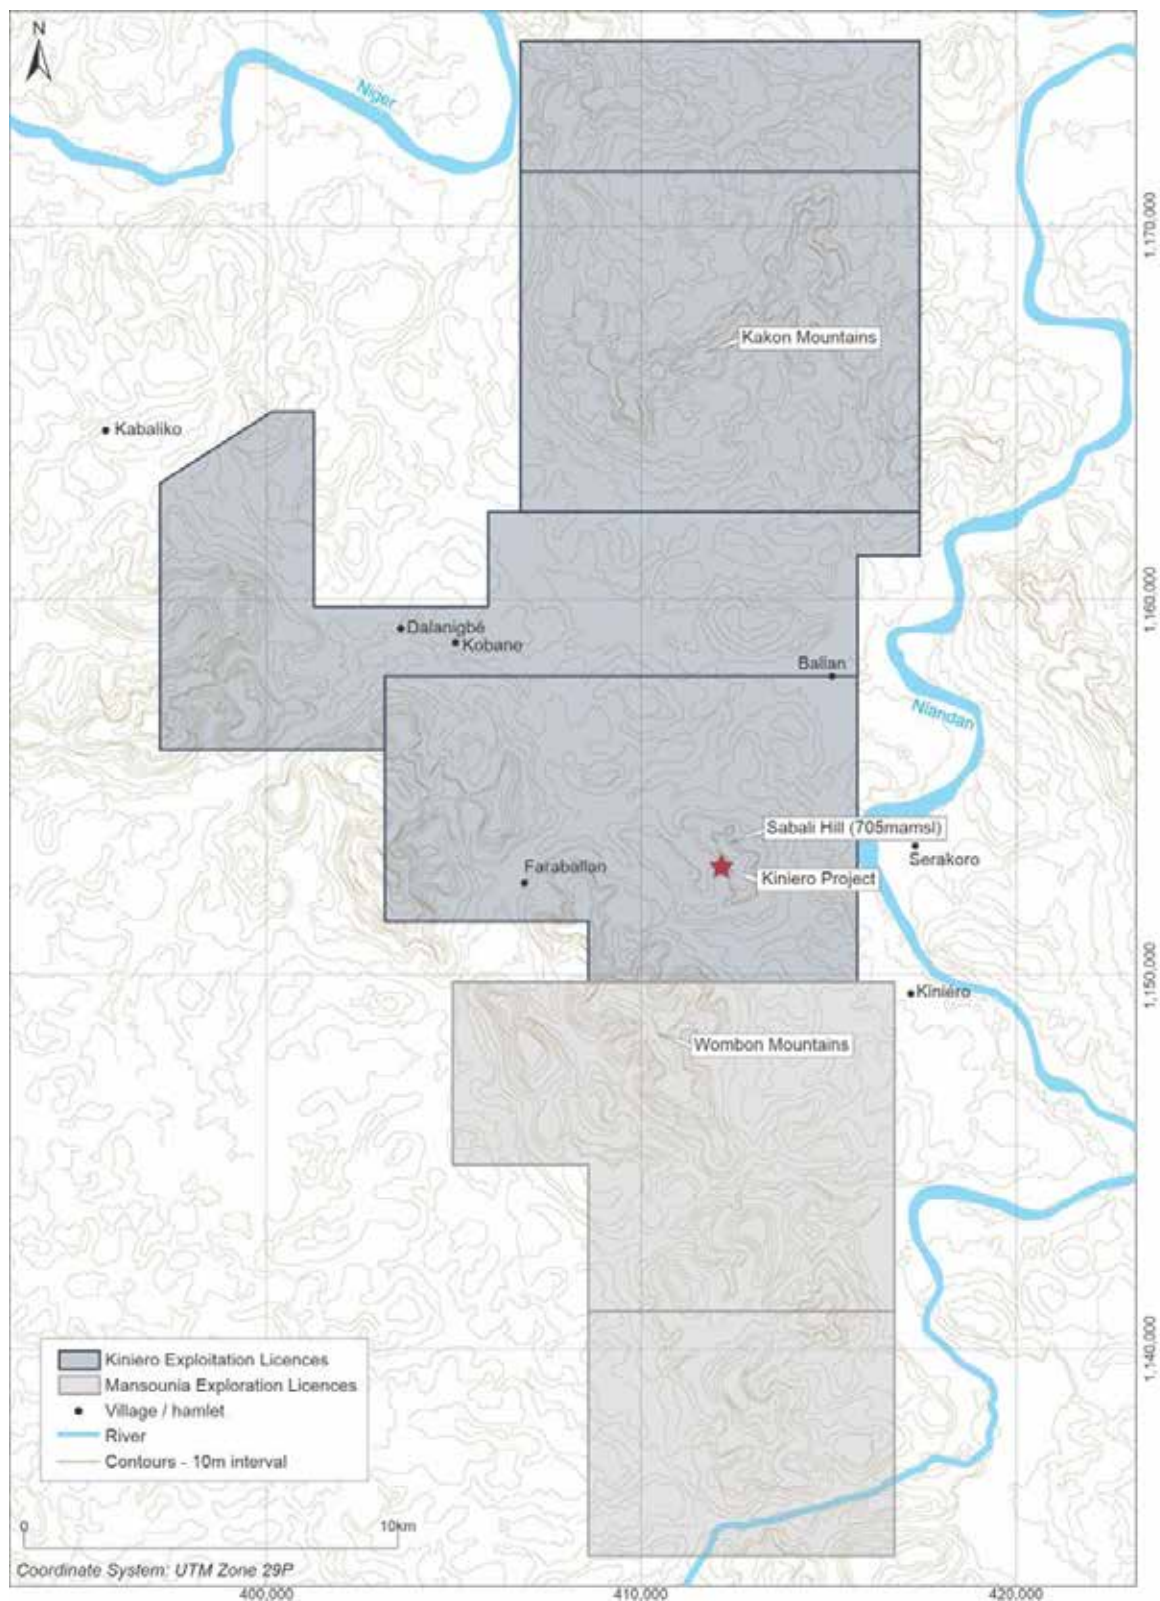 N
Niger
1,170,000
Kakon Mountains
Kabaliko
1,160,000
Dalanigbé
Kobane
Balian
Niandan
Sabali Hill (705mamsl)
Serakoro
Faraballan
Kiniero Project
1,150,000
Kiniéro
Wombon Mountains
1,140,000
Kiniero Exploitation Licences
Mansounia Exploration Licences
Village / hamlet
River
Contours - 10m interval
0 10km
Coordinate System: UTM Zone 29P
400,000 410,000 420,000